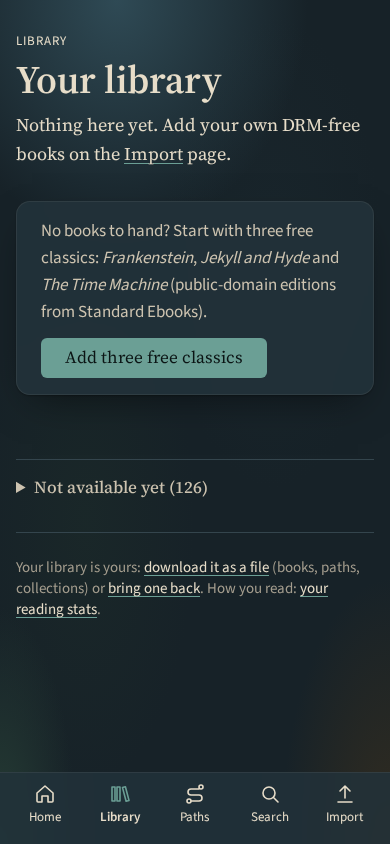 LIBRARY
Your library
Nothing here yet. Add your own DRM-free
books on the Import page.
No books to hand? Start with three free
classics: Frankenstein, Jekyll and Hyde and
The Time Machine (public-domain editions
from Standard Ebooks).
Add three free classics
Not available yet (126)
Your library is yours: download it as a file (books, paths,
collections) or bring one back. How you read: your
reading stats.
Home Library Paths Search Import